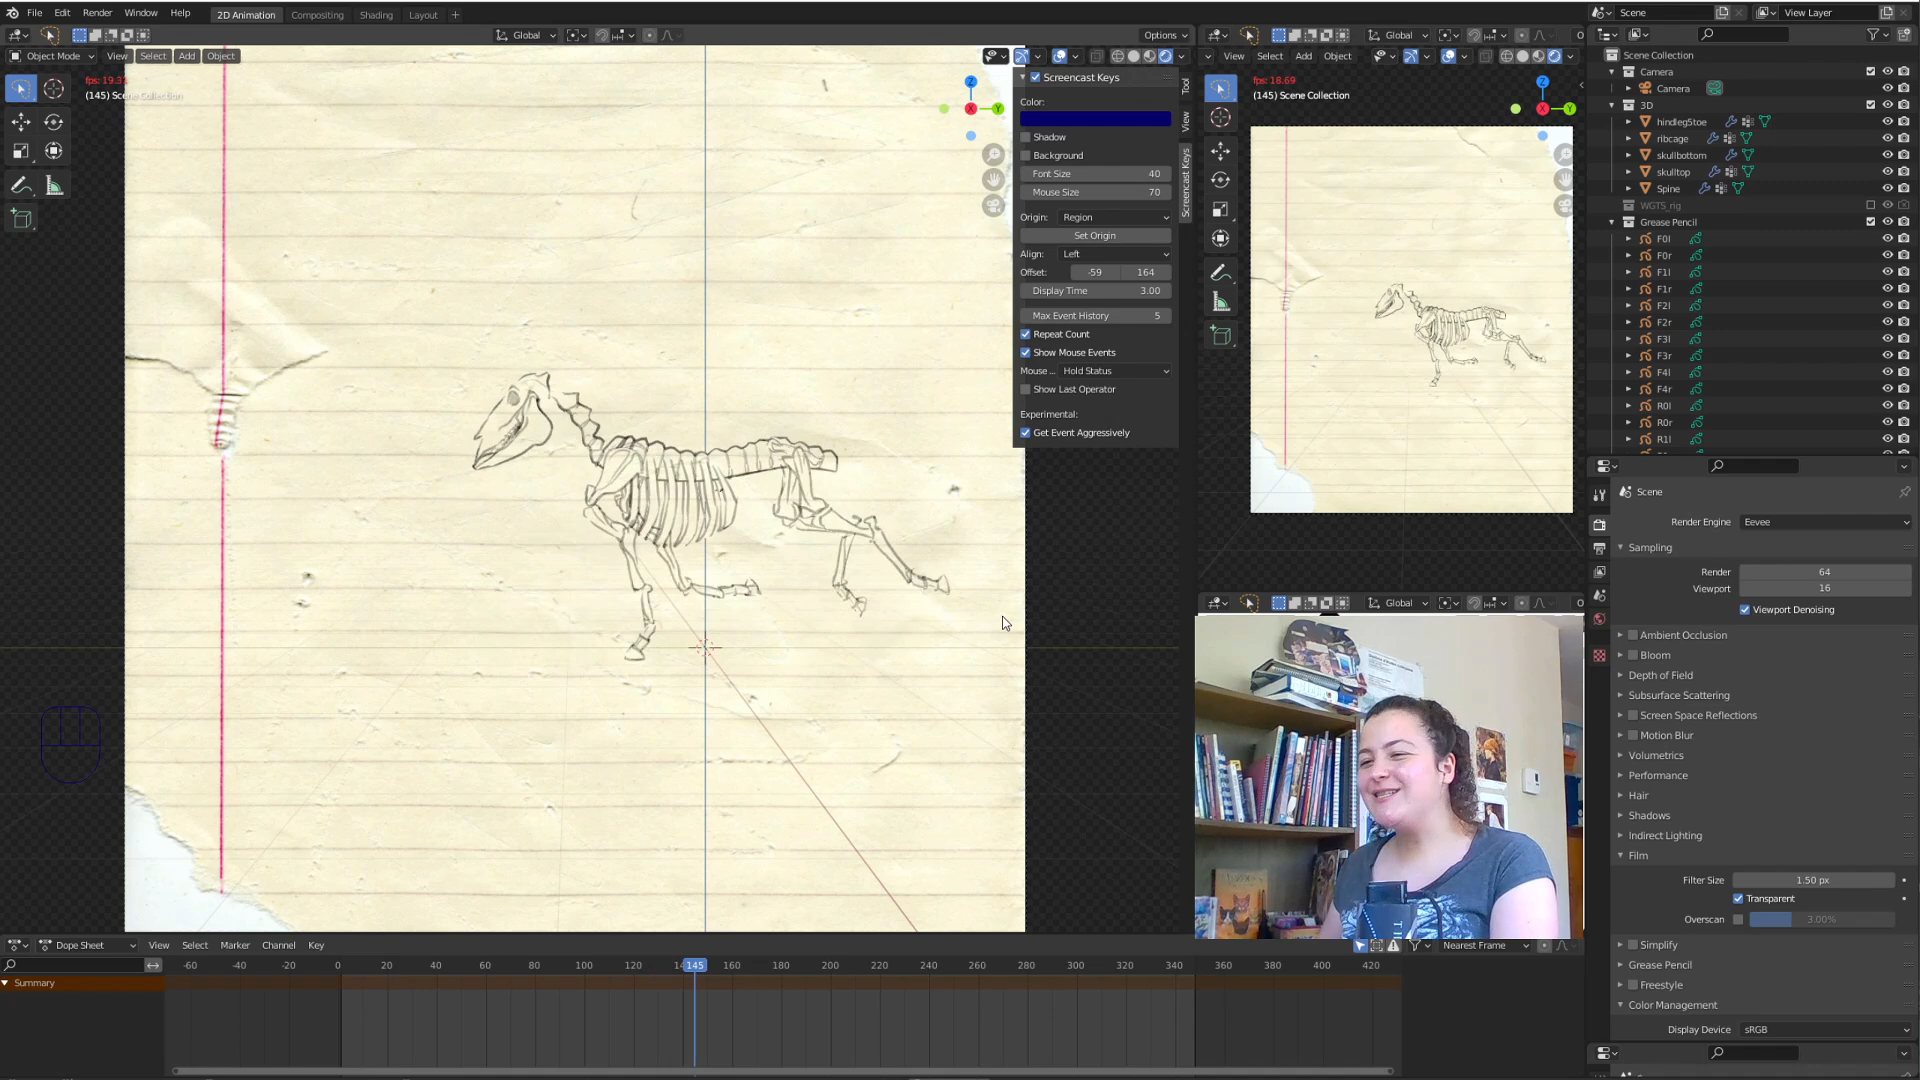 File Edit Render Window Help 2D Animation Compositing Shading Layout +
Scene View Layer
Global Options
Global
Object Mode View Select Add Object
View Select Add Object
fps: 19.3
(145) Scene Collection
Z
X
Y
Screencast Keys
Color:
Shadow
Background
Font Size 40
Mouse Size 70
Origin: Region
Set Origin
Align: Left
Offset: -59 164
Display Time 3.00
Max Event History 5
Repeat Count
Show Mouse Events
Mouse ... Hold Status
Show Last Operator
Experimental:
Get Event Aggressively
Tool
View
Screencast Keys
fps: 18.69
(145) Scene Collection
Z
X
Y
Global
Scene Collection
Camera
Camera
3D
hindlegStoe
ribcage
skullbottom
skulltop
Spine
WGTS_rig
Grease Pencil
F0l
F0r
F1l
F1r
F2l
F2r
F3l
F3r
F4l
F4r
R0l
R0r
R1l
Scene
Render Engine Eevee
Sampling
Render 64
Viewport 16
Viewport Denoising
Ambient Occlusion
Bloom
Depth of Field
Subsurface Scattering
Screen Space Reflections
Motion Blur
Volumetrics
Performance
Hair
Shadows
Indirect Lighting
Film
Filter Size 1.50 px
Transparent
Overscan 3.00%
Simplify
Grease Pencil
Freestyle
Color Management
Display Device sRGB
Dope Sheet View Select Marker Channel Key
Nearest Frame
-60 -40 -20 0 20 40 60 80 100 120 145 160 180 200 220 240 260 280 300 320 340 360 380 400 420
Summary